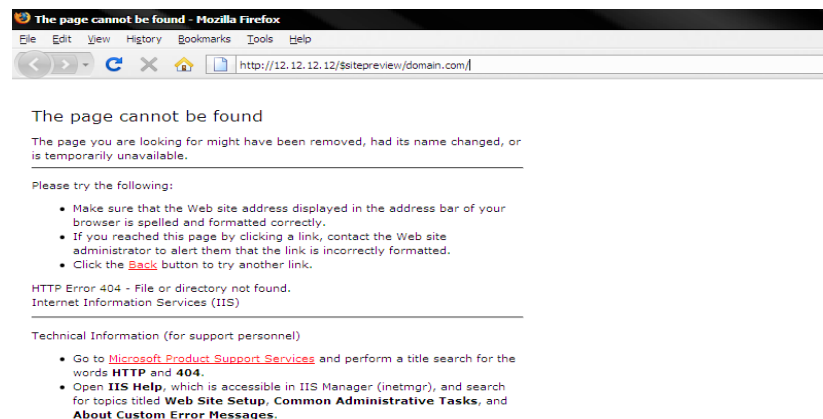 The page cannot be found - Mozilla Firefox
File Edit View History Bookmarks Tools Help
http://12.12.12.12/$sitepreview/domain.com/
The page cannot be found
The page you are looking for might have been removed, had its name changed, or
is temporarily unavailable.
Please try the following:
• Make sure that the Web site address displayed in the address bar of your
browser is spelled and formatted correctly.
• If you reached this page by clicking a link, contact the Web site
administrator to alert them that the link is incorrectly formatted.
• Click the Back button to try another link.
HTTP Error 404 - File or directory not found.
Internet Information Services (IIS)
Technical Information (for support personnel)
• Go to Microsoft Product Support Services and perform a title search for the
words HTTP and 404.
• Open IIS Help, which is accessible in IIS Manager (inetmgr), and search
for topics titled Web Site Setup, Common Administrative Tasks, and
About Custom Error Messages.